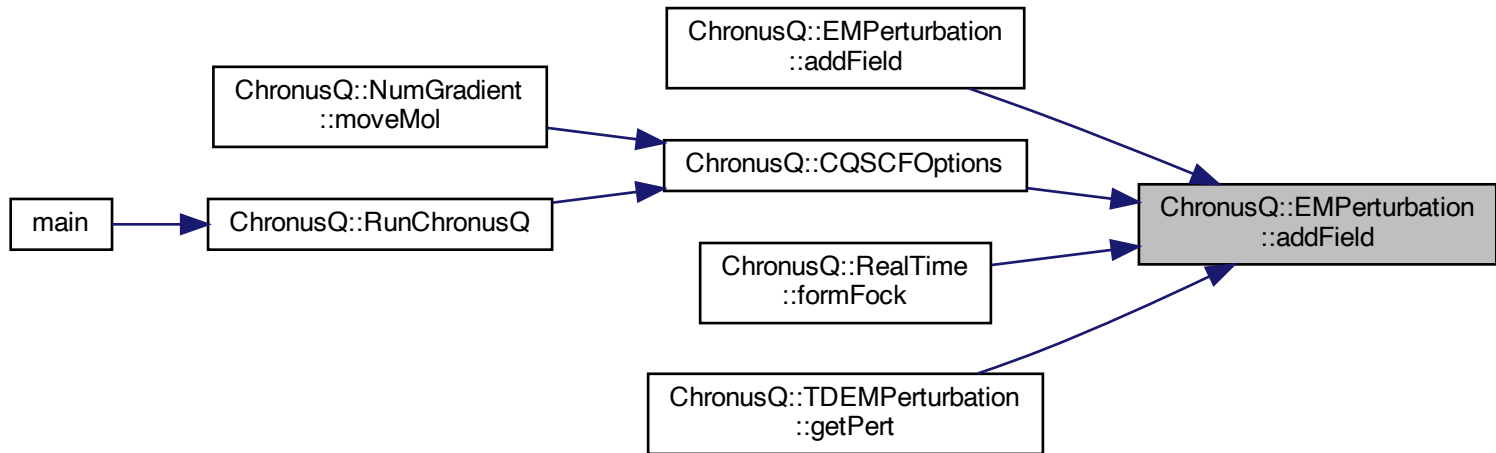 ChronusQ::EMPerturbation
::addField
ChronusQ::NumGradient
::moveMol
ChronusQ::CQSCFOptions
main
ChronusQ::RunChronusQ
ChronusQ::EMPerturbation
::addField
ChronusQ::RealTime
::formFock
ChronusQ::TDEMPerturbation
::getPert